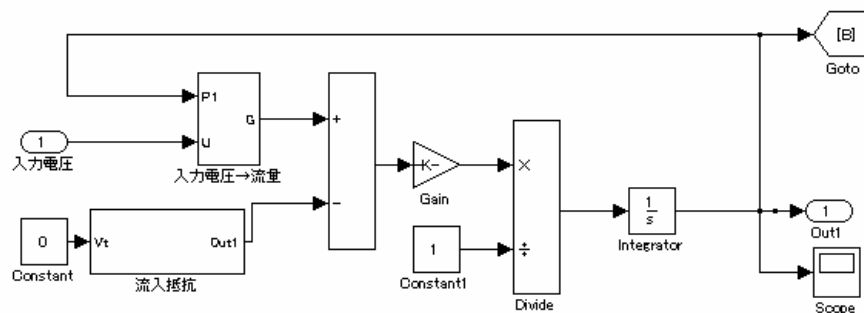 [B]
Goto
P1
U
G
1
入力電圧
入力電圧→流量
+
−
-K-
Gain
×
÷
1
s
Integrator
1
Out1
0
Constant
Vt
Out1
流入抵抗
1
Constant1
Divide
Scope